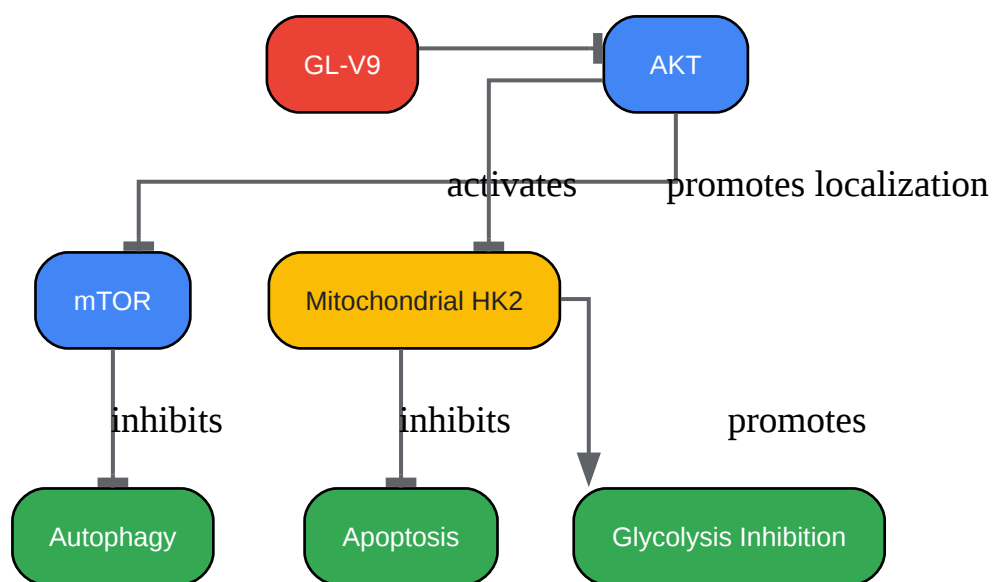 GL-V9
AKT
activates
promotes localization
mTOR
Mitochondrial HK2
inhibits
inhibits
promotes
Autophagy
Apoptosis
Glycolysis Inhibition